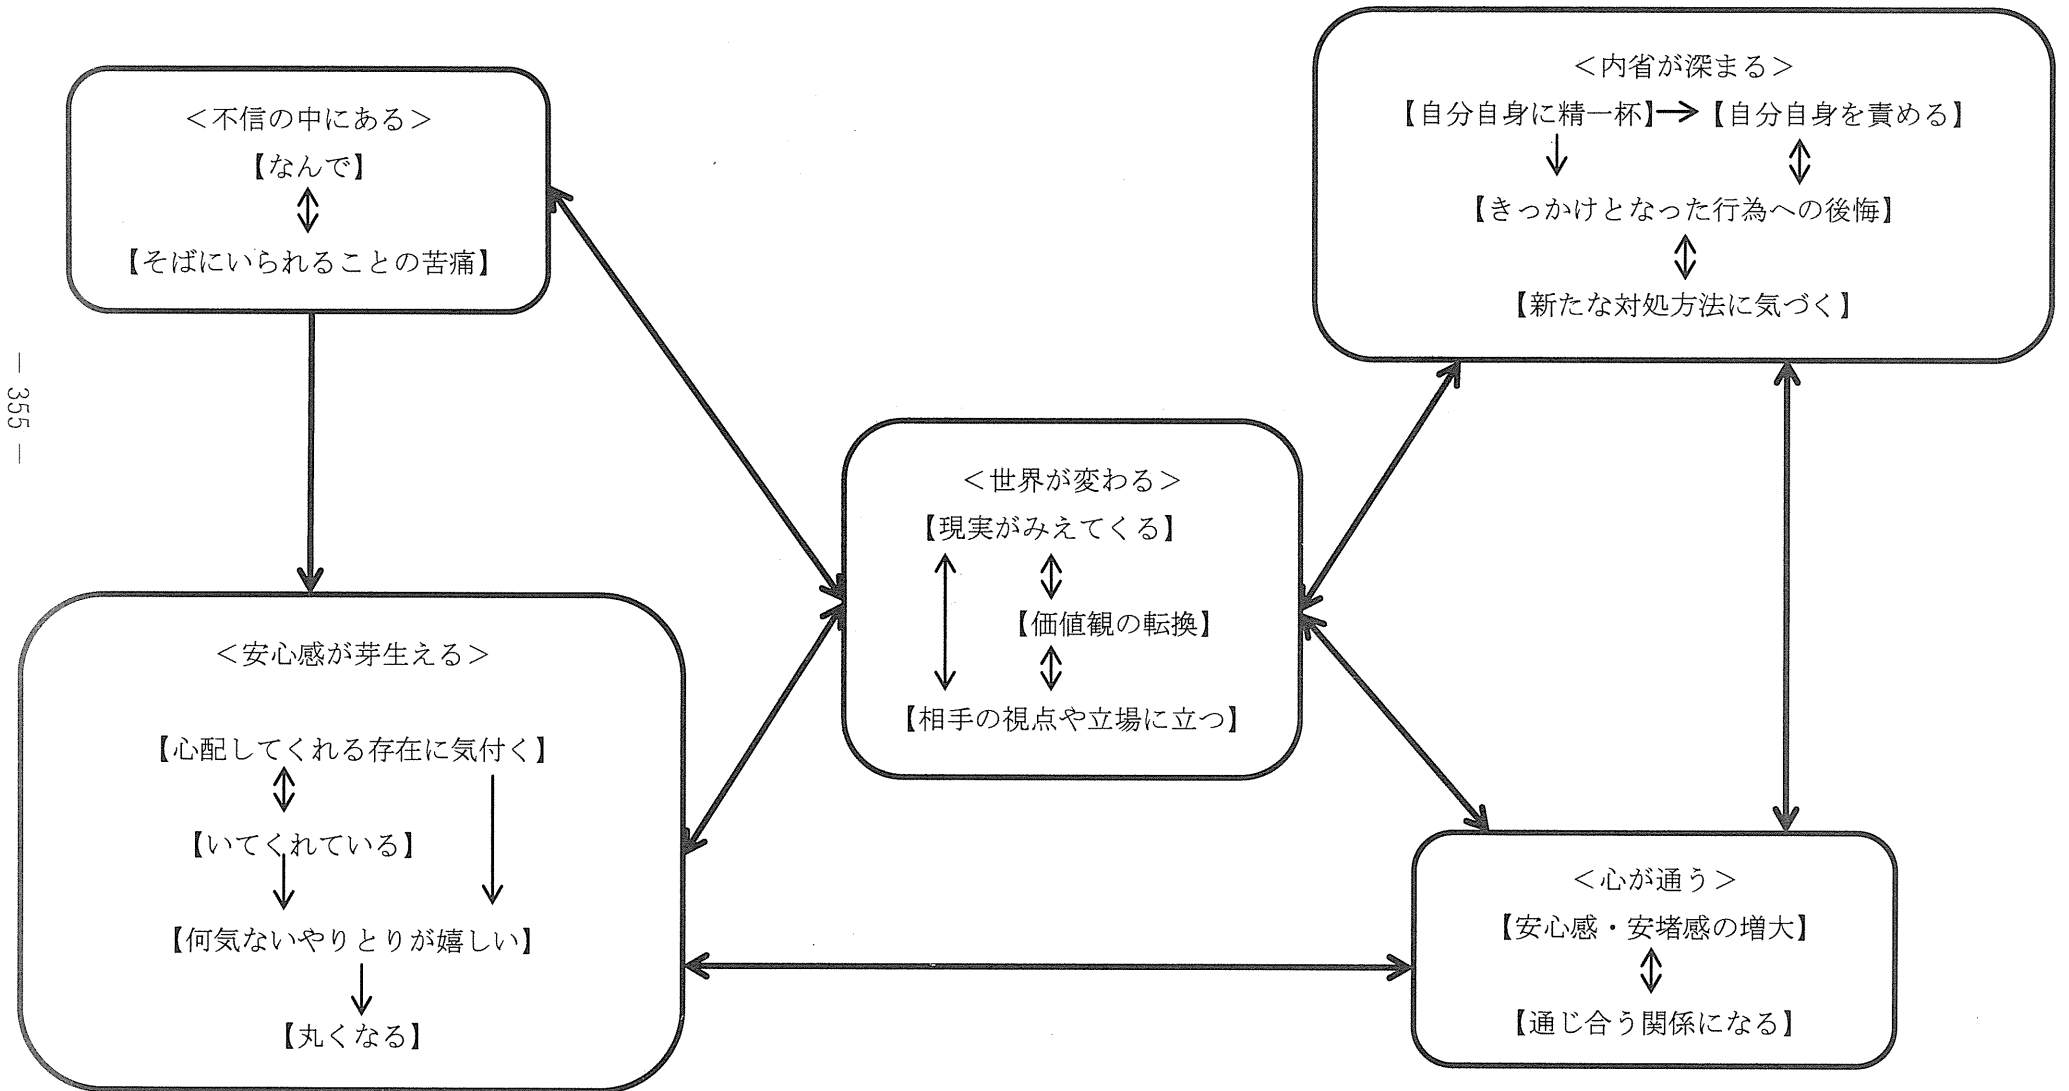 ＜不信の中にある＞
【なんで】
【そばにいられることの苦痛】
＜内省が深まる＞
【自分自身に精一杯】
【自分自身を責める】
【きっかけとなった行為への後悔】
【新たな対処方法に気づく】
＜世界が変わる＞
【現実がみえてくる】
【価値観の転換】
【相手の視点や立場に立つ】
＜安心感が芽生える＞
【心配してくれる存在に気付く】
【いてくれている】
【何気ないやりとりが嬉しい】
【丸くなる】
＜心が通う＞
【安心感・安堵感の増大】
【通じ合う関係になる】
― 355 ―